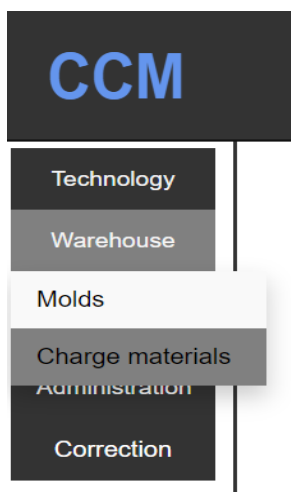 CCM
Technology
Warehouse
Molds
Charge materials
Administration
Correction